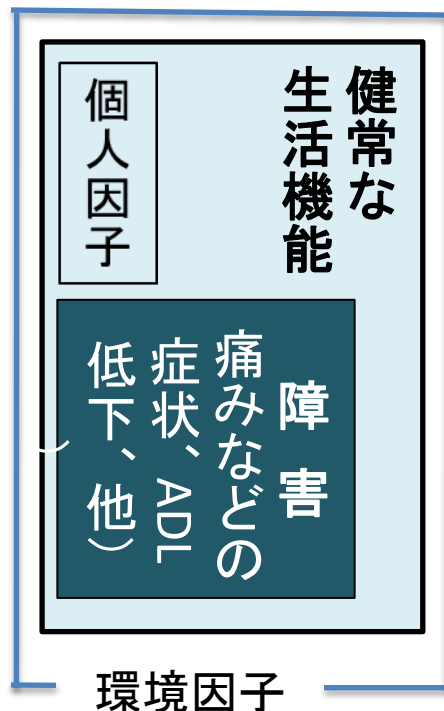 健常な
生活機能
個人因子
障 害
痛みなどの
症状、ADL
低下、他）
）
環境因子